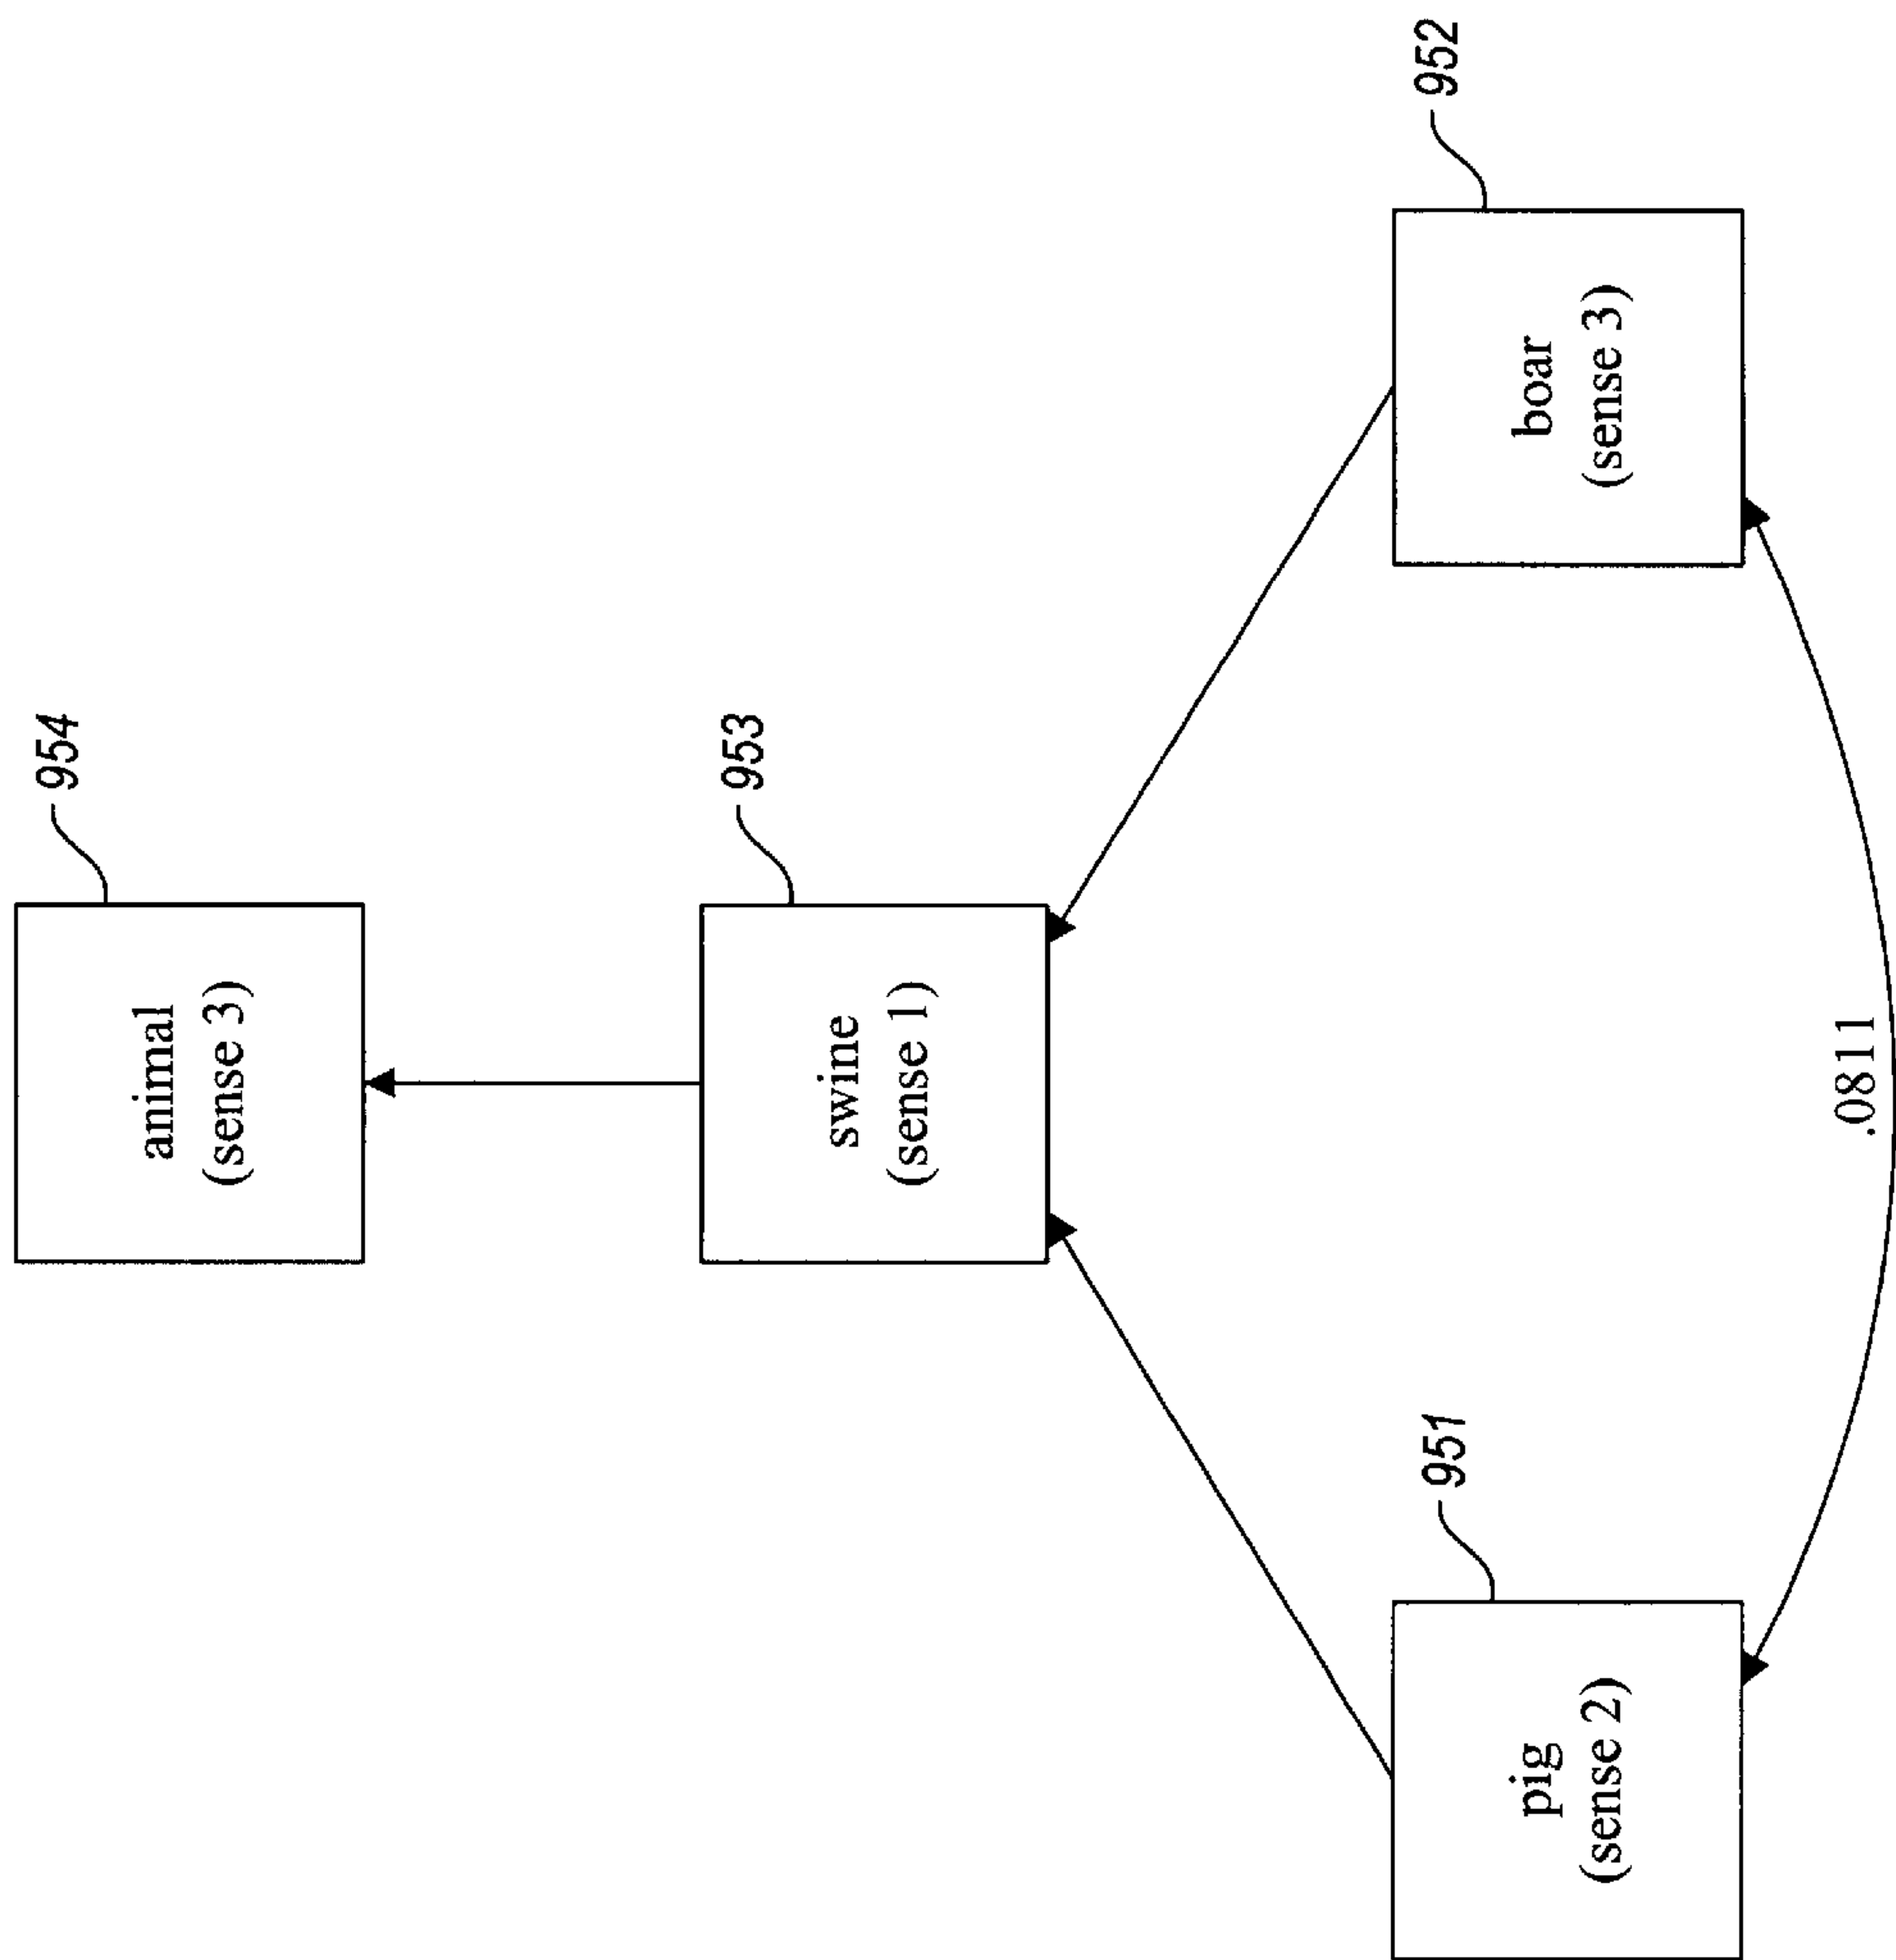 954
animal
(sense 3)
953
swine
(sense 1)
951
pig
(sense 2)
952
boar
(sense 3)
.0811